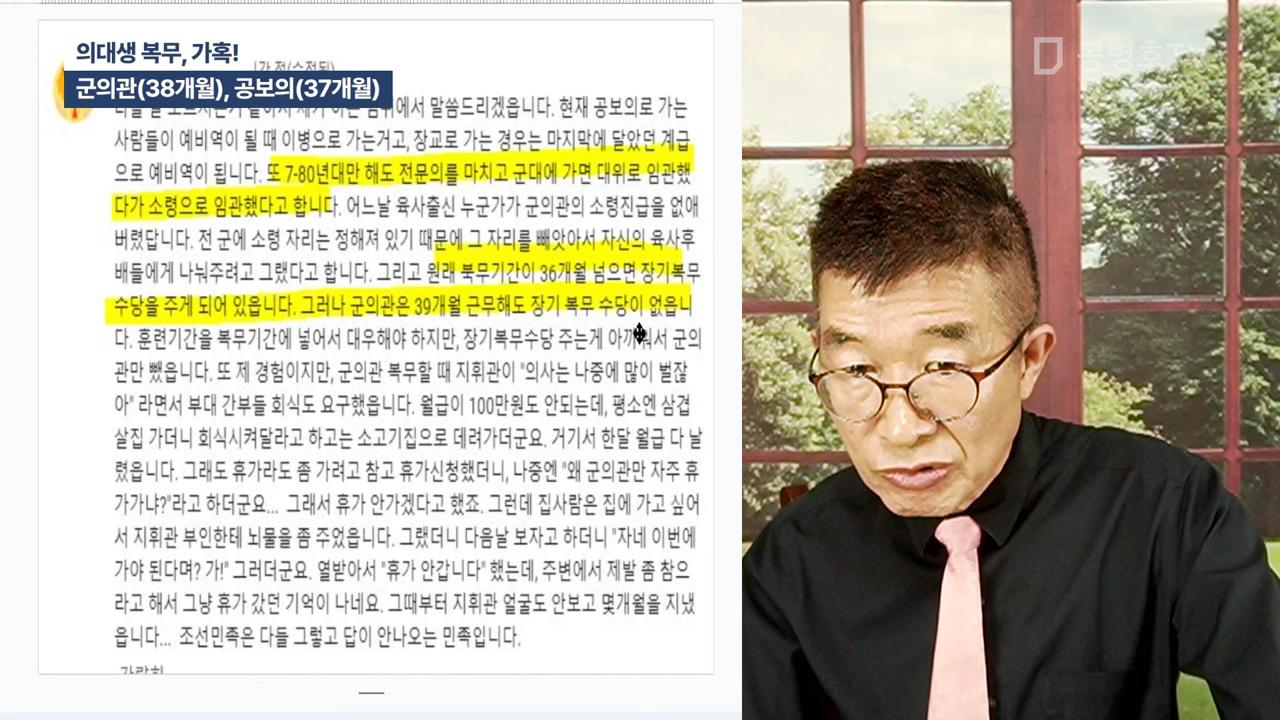 의대생 복무, 가혹!
군의관(38개월), 공보의(37개월)
에서 말씀드리겠읍니다. 현재 공보의로 가는
사람들이 예비역이 될 때 이병으로 가는거고, 장교로 가는 경우는 마지막에 달았던 계급
으로 예비역이 됩니다. 또 7-80년대만 해도 전문의를 마치고 군대에 가면 대위로 임관했
다가 소령으로 임관했다고 합니다. 어느날 육사출신 누군가가 군의관의 소령진급을 없애
버렸답니다. 전 군에 소령 자리는 정해져 있기 때문에 그 자리를 빼앗아서 자신의 육사후
배들에게 나눠주려고 그랬다고 합니다. 그리고 원래 복무기간이 36개월 넘으면 장기복무
수당을 주게 되어 있읍니다. 그러나 군의관은 39개월 근무해도 장기 복무 수당이 없읍니
다. 훈련기간을 복무기간에 넣어서 대우해야 하지만, 장기복무수당 주는게 아까워서 군의
관만 뺐읍니다. 또 제 경험이지만, 군의관 복무할 때 지휘관이 "의사는 나중에 많이 벌잖
아" 라면서 부대 간부들 회식도 요구했읍니다. 월급이 100만원도 안되는데, 평소엔 삼겹
살집 가더니 회식시켜달라고 하고는 소고기집으로 데려가더군요. 거기서 한달 월급 다 날
렸읍니다. 그래도 휴가라도 좀 가려고 참고 휴가신청했더니, 나중엔 "왜 군의관만 자주 휴
가가냐?"라고 하더군요... 그래서 휴가 안가겠다고 했죠. 그런데 집사람은 집에 가고 싶어
서 지휘관 부인한테 뇌물을 좀 주었읍니다. 그랬더니 다음날 보자고 하더니 "자네 이번에
가야 된다며? 가!" 그러더군요. 열받아서 "휴가 안갑니다" 했는데, 주변에서 제발 좀 참으
라고 해서 그냥 휴가 갔던 기억이 나네요. 그때부터 지휘관 얼굴도 안보고 몇개월을 지냈
읍니다... 조선민족은 다들 그렇고 답이 안나오는 민족입니다.
공병호TV